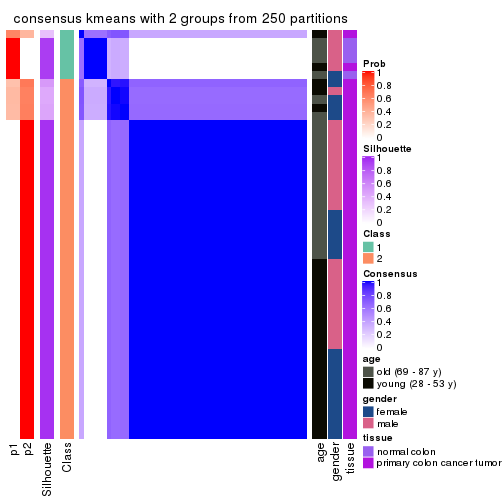 consensus kmeans with 2 groups from 250 partitions
Prob
1
0.8
0.6
0.4
0.2
0
Silhouette
1
0.8
0.6
0.4
0.2
0
Class
1
2
Consensus
1
0.8
0.6
0.4
0.2
0
age
old (69 - 87 y)
young (28 - 53 y)
gender
female
male
tissue
normal colon
primary colon cancer tumor
p1
p2
Silhouette
Class
age
gender
tissue